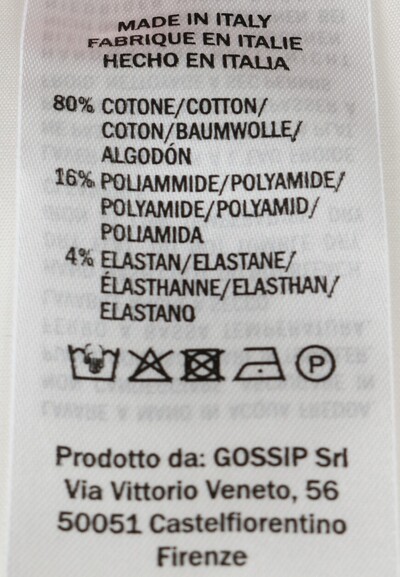 MADE IN ITALY
FABRIQUE EN ITALIE
HECHO EN ITALIA
80% COTONE/COTTON/
COTON/BAUMWOLLE/
ALGODÓN
16% POLIAMMIDE/POLYAMIDE/
POLYAMIDE/POLYAMID/
POLIAMIDA
4% ELASTAN/ELASTANE/
ÉLASTHANNE/ELASTHAN/
ELASTANO
P
Prodotto da: GOSSIP Srl
Via Vittorio Veneto, 56
50051 Castelfiorentino
Firenze